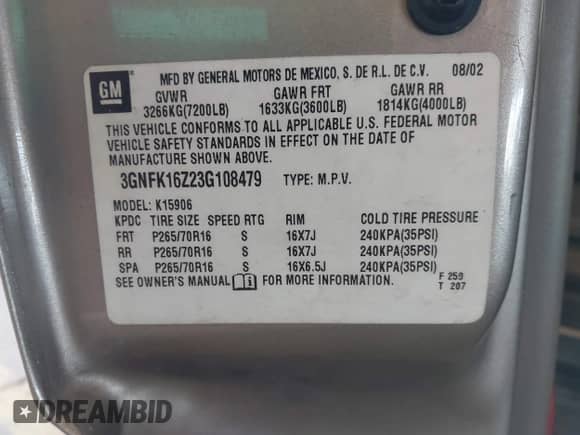 GM
MFD BY GENERAL MOTORS DE MEXICO, S. DE R.L. DE C.V. 08/02
GVWR GAWR FRT GAWR RR
3266KG(7200LB) 1633KG(3600LB) 1814KG(4000LB)
THIS VEHICLE CONFORMS TO ALL APPLICABLE U.S. FEDERAL MOTOR
VEHICLE SAFETY STANDARDS IN EFFECT ON THE DATE OF
MANUFACTURE SHOWN ABOVE.
3GNFK16Z23G108479 TYPE: M.P.V.
MODEL: K15906
KPDC TIRE SIZE SPEED RTG RIM COLD TIRE PRESSURE
FRT P265/70R16 S 16X7J 240KPA(35PSI)
RR P265/70R16 S 16X7J 240KPA(35PSI)
SPA P265/70R16 S 16X6.5J 240KPA(35PSI)
SEE OWNER'S MANUAL FOR MORE INFORMATION.
F 259
T 207
DREAMBID